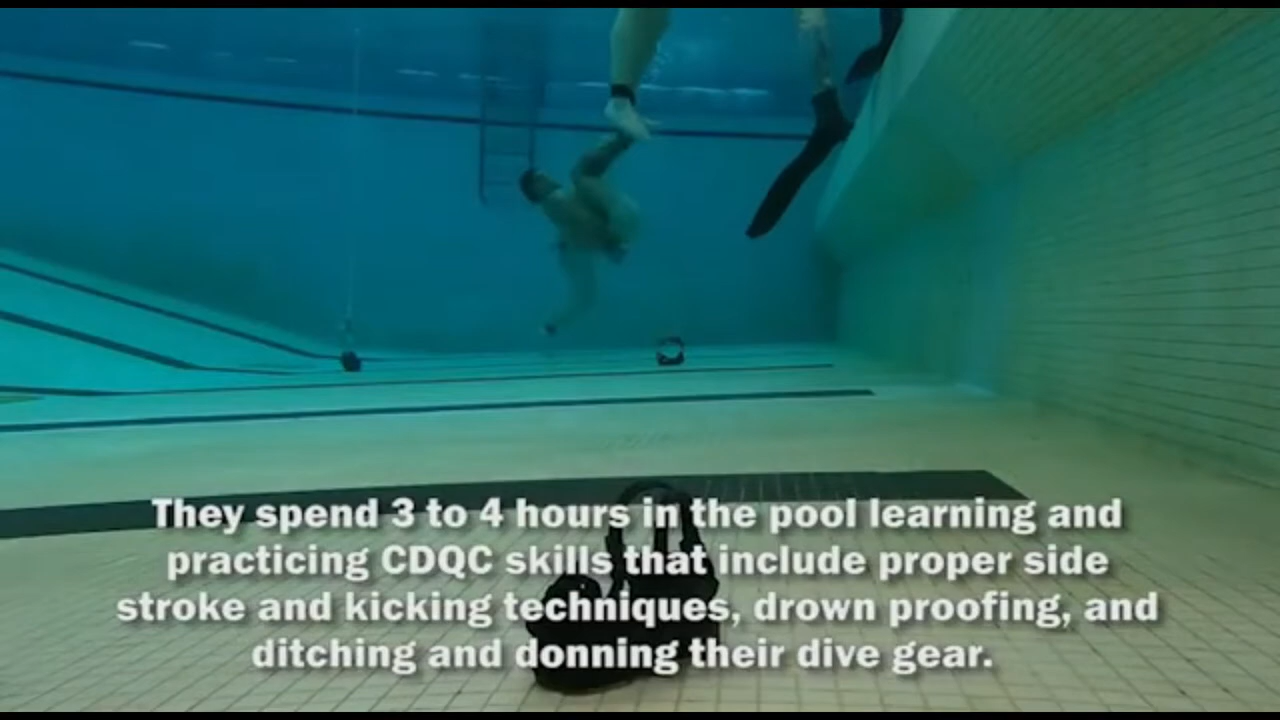 They spend 3 to 4 hours in the pool learning and
practicing CDQC skills that include proper side
stroke and kicking techniques, drown proofing, and
ditching and donning their dive gear.